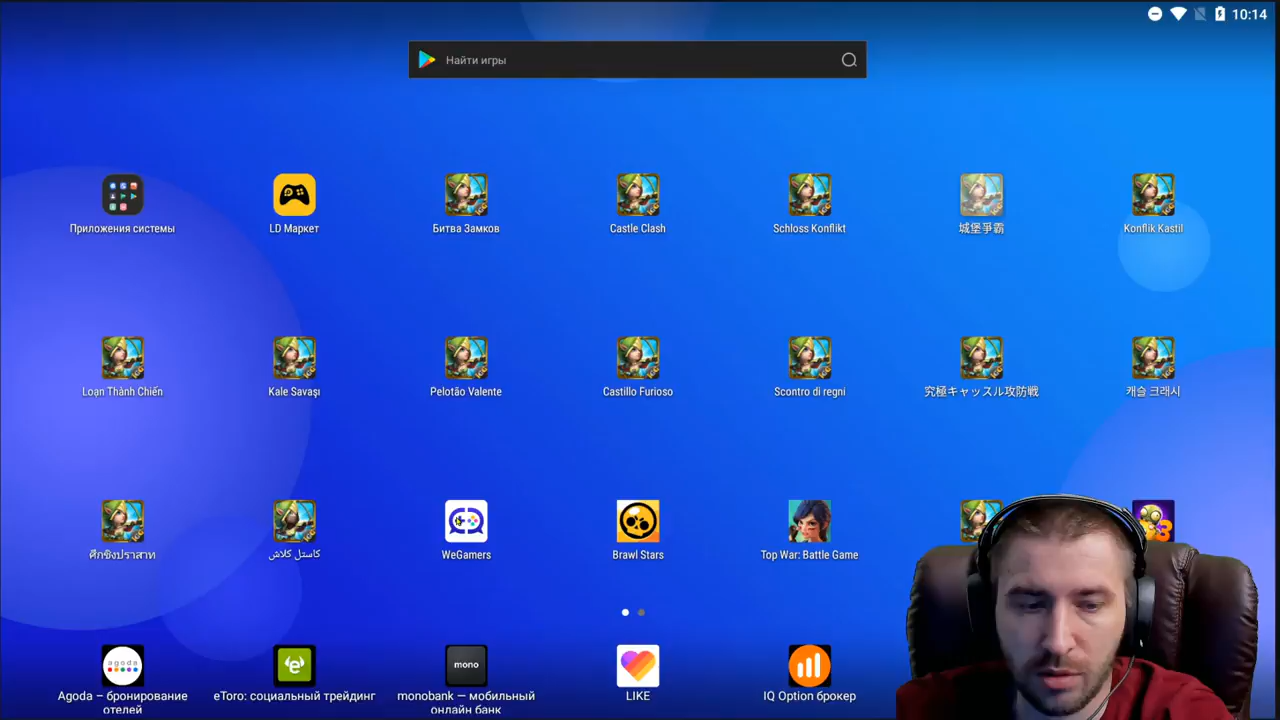 10:14
Найти игры
Приложения системы
LD Маркет
Битва Замков
Castle Clash
Schloss Konflikt
城堡爭霸
Konflik Kastil
Loạn Thành Chiến
Kale Savaşı
Pelotão Valente
Castillo Furioso
Scontro di regni
究極キャッスル攻防戦
캐슬 크래시
ศึกชิงปราสาท
كاستل كلاش
WeGamers
Brawl Stars
Top War: Battle Game
agoda
mono
Agoda – бронирование
отелей
eToro: социальный трейдинг
monobank — мобильный
онлайн банк
LIKE
IQ Option брокер